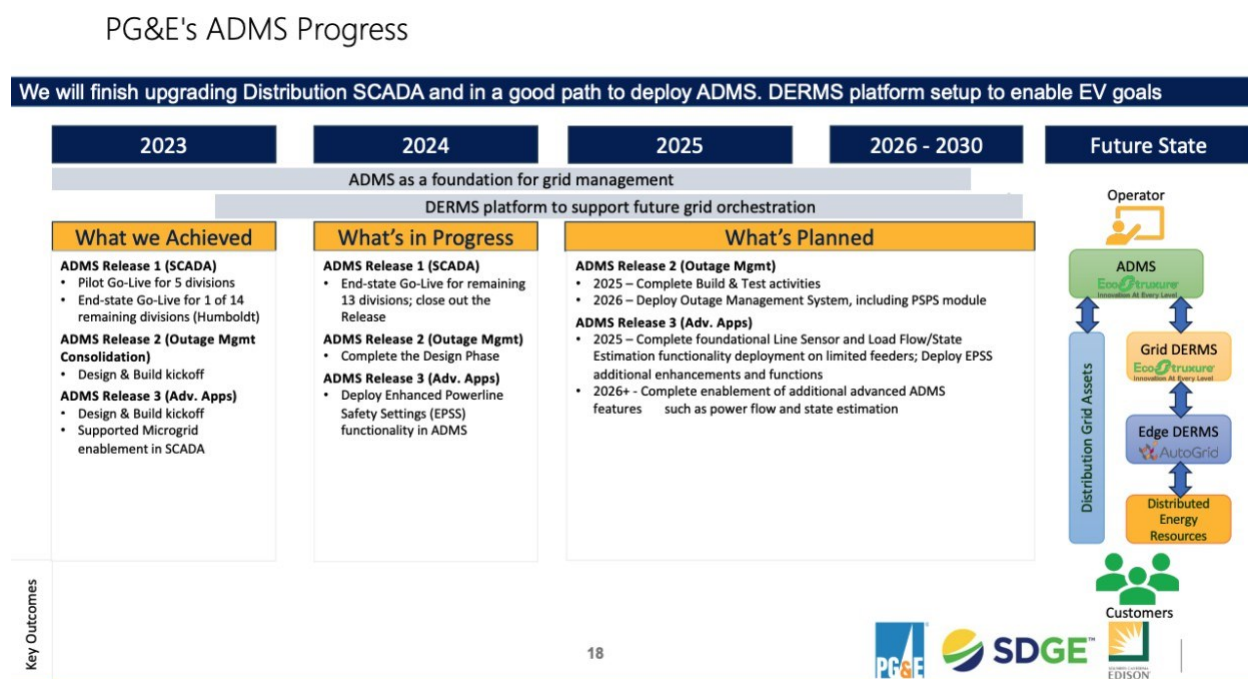 PG&E's ADMS Progress
We will finish upgrading Distribution SCADA and in a good path to deploy ADMS. DERMS platform setup to enable EV goals
2023
2024
2025
2026 - 2030
Future State
ADMS as a foundation for grid management
DERMS platform to support future grid orchestration
What we Achieved
ADMS Release 1 (SCADA)
• Pilot Go-Live for 5 divisions
• End-state Go-Live for 1 of 14
remaining divisions (Humboldt)
ADMS Release 2 (Outage Mgmt
Consolidation)
• Design & Build kickoff
ADMS Release 3 (Adv. Apps)
• Design & Build kickoff
• Supported Microgrid
enablement in SCADA
What's in Progress
ADMS Release 1 (SCADA)
• End-state Go-Live for remaining
13 divisions; close out the
Release
ADMS Release 2 (Outage Mgmt)
• Complete the Design Phase
ADMS Release 3 (Adv. Apps)
• Deploy Enhanced Powerline
Safety Settings (EPSS)
functionality in ADMS
What's Planned
ADMS Release 2 (Outage Mgmt)
• 2025 – Complete Build & Test activities
• 2026 – Deploy Outage Management System, including PSPS module
ADMS Release 3 (Adv. Apps)
• 2025 – Complete foundational Line Sensor and Load Flow/State
Estimation functionality deployment on limited feeders; Deploy EPSS
additional enhancements and functions
• 2026+ - Complete enablement of additional advanced ADMS
features such as power flow and state estimation
Operator
ADMS
EcoStruxure
Innovation At Every Level
Distribution Grid Assets
Grid DERMS
EcoStruxure
Innovation At Every Level
Edge DERMS
AutoGrid
Distributed
Energy
Resources
Customers
Key Outcomes
18
PG&E
SDGE™
SOUTHERN CALIFORNIA
EDISON